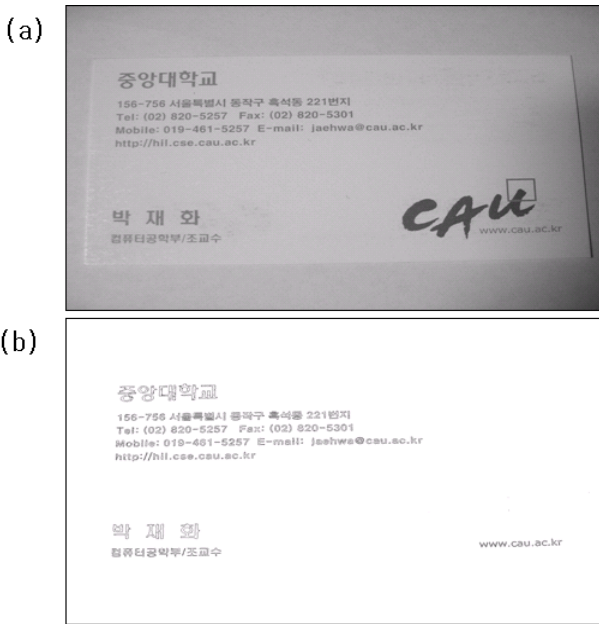 (a)
중앙대학교
156-756 서울특별시 동작구 흑석동 221번지
Tel: (02) 820-5257 Fax: (02) 820-5301
Mobile: 019-461-5257 E-mail: jaehwa@cau.ac.kr
http://hil.cse.cau.ac.kr
박 재 화
컴퓨터공학부/조교수
CAU
www.cau.ac.kr
(b)
중앙대학교
156-756 서울특별시 동작구 흑석동 221번지
Tel: (02) 820-5257 Fax: (02) 820-5301
Mobile: 019-461-5257 E-mail: jaehwa@cau.ac.kr
http://hil.cse.cau.ac.kr
박 재 화
컴퓨터공학부/조교수
www.cau.ac.kr